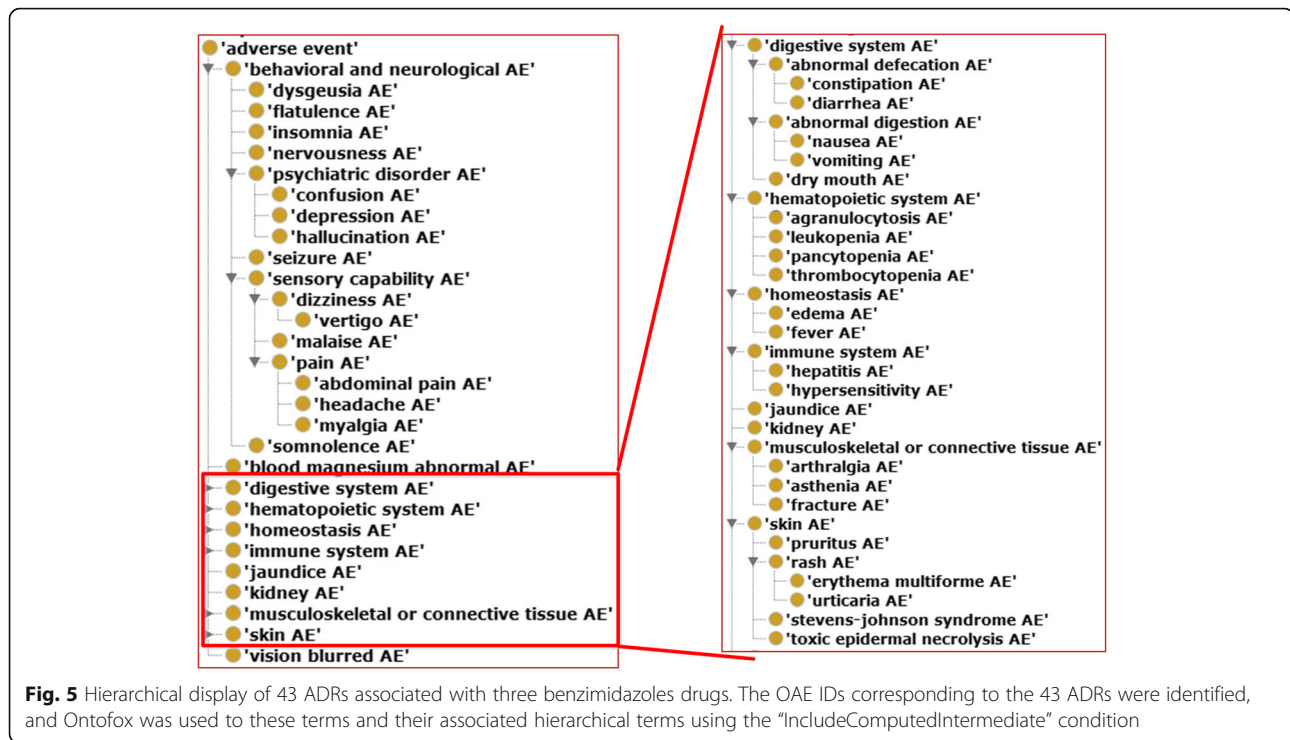 'adverse event'
'behavioral and neurological AE'
'dysgeusia AE'
'flatulence AE'
'insomnia AE'
'nervousness AE'
'psychiatric disorder AE'
'confusion AE'
'depression AE'
'hallucination AE'
'seizure AE'
'sensory capability AE'
'dizziness AE'
'vertigo AE'
'malaise AE'
'pain AE'
'abdominal pain AE'
'headache AE'
'myalgia AE'
'somnolence AE'
'blood magnesium abnormal AE'
'digestive system AE'
'hematopoietic system AE'
'homeostasis AE'
'immune system AE'
'jaundice AE'
'kidney AE'
'musculoskeletal or connective tissue AE'
'skin AE'
'vision blurred AE'
'digestive system AE'
'abnormal defecation AE'
'constipation AE'
'diarrhea AE'
'abnormal digestion AE'
'nausea AE'
'vomiting AE'
'dry mouth AE'
'hematopoietic system AE'
'agranulocytosis AE'
'leukopenia AE'
'pancytopenia AE'
'thrombocytopenia AE'
'homeostasis AE'
'edema AE'
'fever AE'
'immune system AE'
'hepatitis AE'
'hypersensitivity AE'
'jaundice AE'
'kidney AE'
'musculoskeletal or connective tissue AE'
'arthralgia AE'
'asthenia AE'
'fracture AE'
'skin AE'
'pruritus AE'
'rash AE'
'erythema multiforme AE'
'urticaria AE'
'stevens-johnson syndrome AE'
'toxic epidermal necrolysis AE'
Fig. 5 Hierarchical display of 43 ADRs associated with three benzimidazoles drugs. The OAE IDs corresponding to the 43 ADRs were identified,
and Ontofox was used to these terms and their associated hierarchical terms using the “IncludeComputedIntermediate” condition